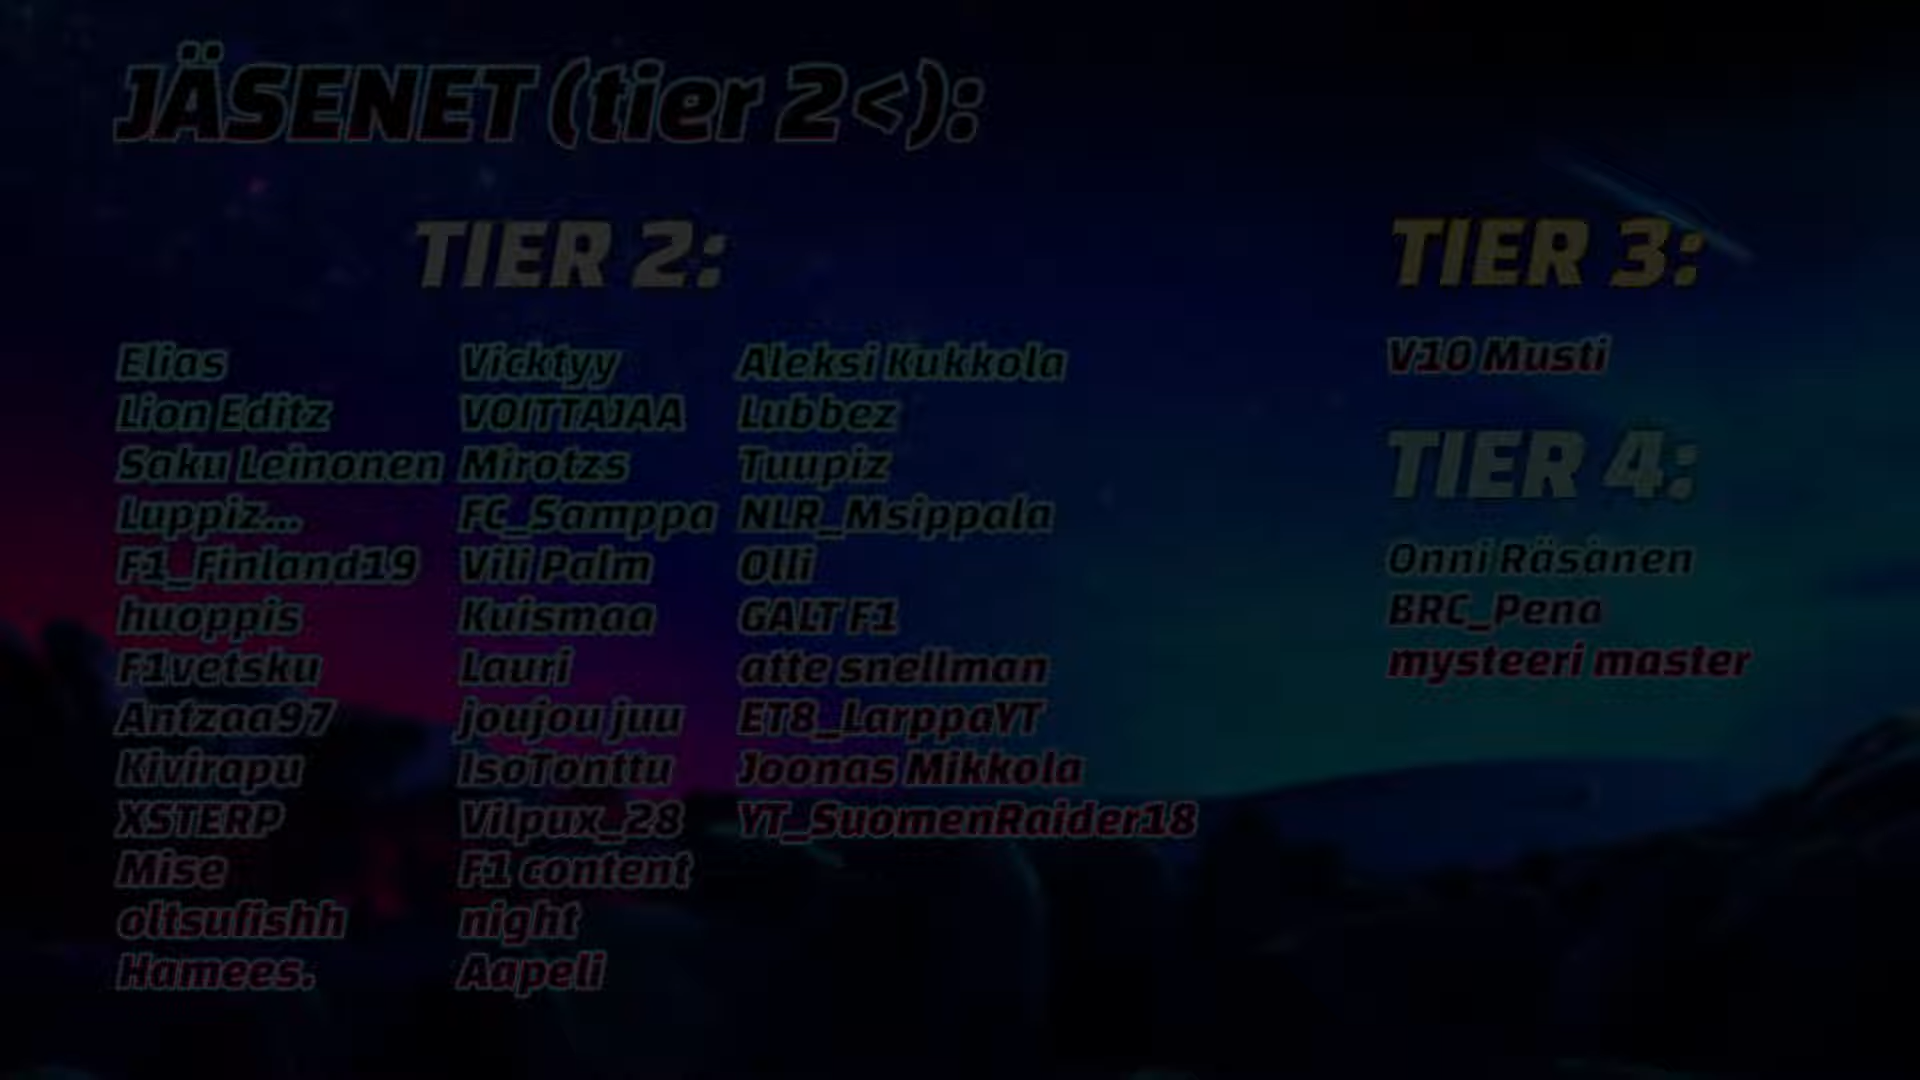 JÄSENET (tier 2<):
TIER 2:
Elias
Lion Editz
Saku Leinonen
Luppiz...
F1_Finland19
huoppis
F1vetsku
Antzaa97
Kivirapu
XSTERP
Mise
oltsufishh
Hamees.
Vicktyy
VOITTAJAA
Mirotzs
FC_Samppa
Vili Palm
Kuismaa
Lauri
joujou juu
IsoTonttu
Vilpux_28
F1 content
night
Aapeli
Aleksi Kukkola
Lubbez
Tuupiz
NLR_Msippala
Olli
GALT F1
atte snellman
ET8_LarppaYT
Joonas Mikkola
YT_SuomenRaider18
TIER 3:
V10 Musti
TIER 4:
Onni Räsänen
BRC_Pena
mysteeri master